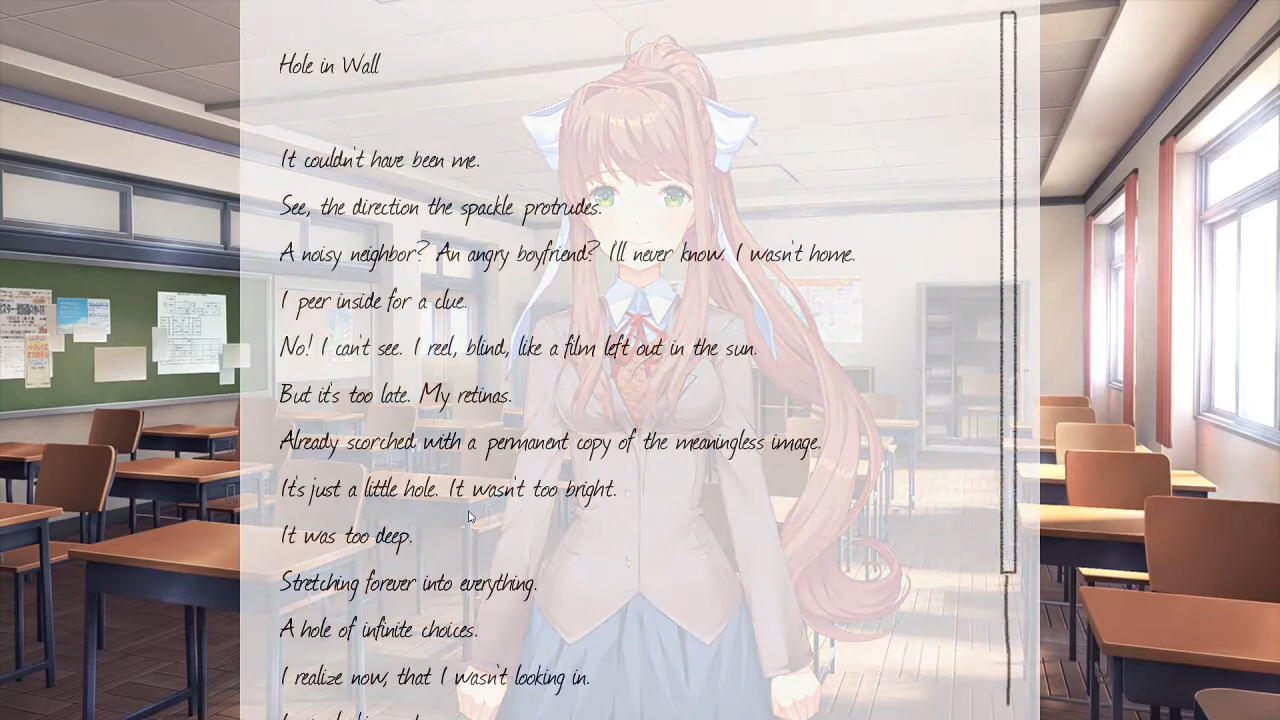 Hole in Wall
It couldn't have been me.
See, the direction the spackle protrudes.
A noisy neighbor? An angry boyfriend? I'll never know. I wasn't home.
I peer inside for a clue.
No! I can't see. I reel, blind, like a film left out in the sun.
But it's too late. My retinas.
Already scorched with a permanent copy of the meaningless image.
It's just a little hole. It wasn't too bright.
It was too deep.
Stretching forever into everything.
A hole of infinite choices.
I realize now, that I wasn't looking in.